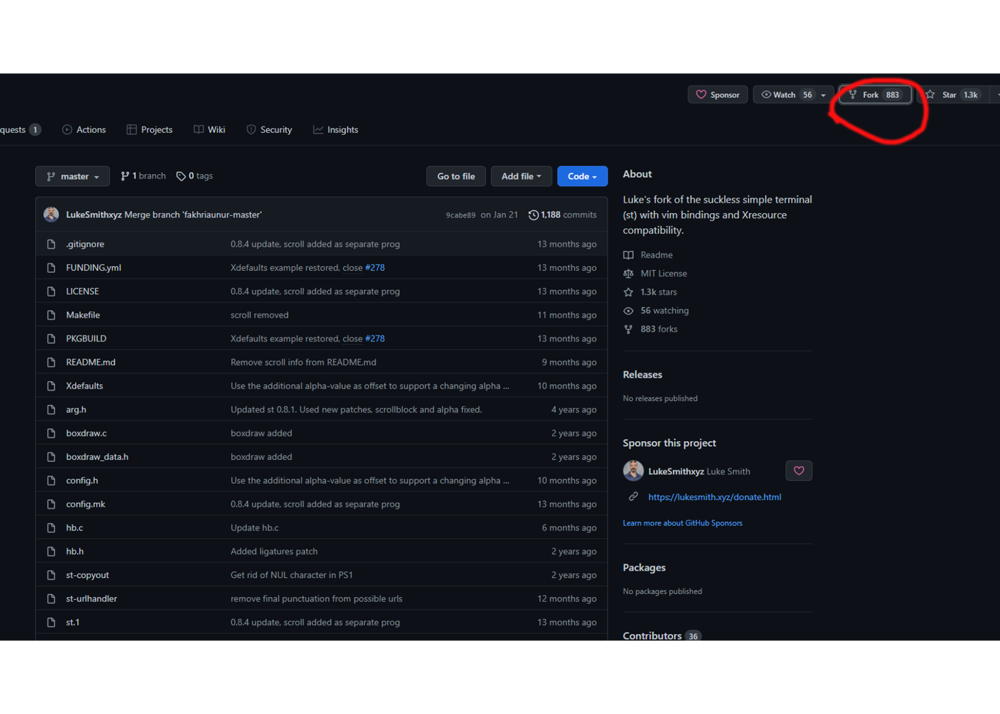 Sponsor Watch 56 Fork 883 Star 1.3k
quests 1 Actions Projects Wiki Security Insights
master 1 branch 0 tags Go to file Add file Code
LukeSmithxyz Merge branch 'fakhriaunur-master' 9cabe89 on Jan 21 1,188 commits
.gitignore 0.8.4 update, scroll added as separate prog 13 months ago
FUNDING.yml Xdefaults example restored, close #278 13 months ago
LICENSE 0.8.4 update, scroll added as separate prog 13 months ago
Makefile scroll removed 11 months ago
PKGBUILD Xdefaults example restored, close #278 13 months ago
README.md Remove scroll info from README.md 9 months ago
Xdefaults Use the additional alpha-value as offset to support a changing alpha ... 10 months ago
arg.h Updated st 0.8.1. Used new patches, scrollblock and alpha fixed. 4 years ago
boxdraw.c boxdraw added 2 years ago
boxdraw_data.h boxdraw added 2 years ago
config.h Use the additional alpha-value as offset to support a changing alpha ... 10 months ago
config.mk 0.8.4 update, scroll added as separate prog 13 months ago
hb.c Update hb.c 6 months ago
hb.h Added ligatures patch 2 years ago
st-copyout Get rid of NUL character in PS1 2 years ago
st-urlhandler remove final punctuation from possible urls 12 months ago
st.1 0.8.4 update, scroll added as separate prog 13 months ago
About
Luke's fork of the suckless simple terminal
(st) with vim bindings and Xresource
compatibility.
Readme
MIT License
1.3k stars
56 watching
883 forks
Releases
No releases published
Sponsor this project
LukeSmithxyz Luke Smith
https://lukesmith.xyz/donate.html
Learn more about GitHub Sponsors
Packages
No packages published
Contributors 36